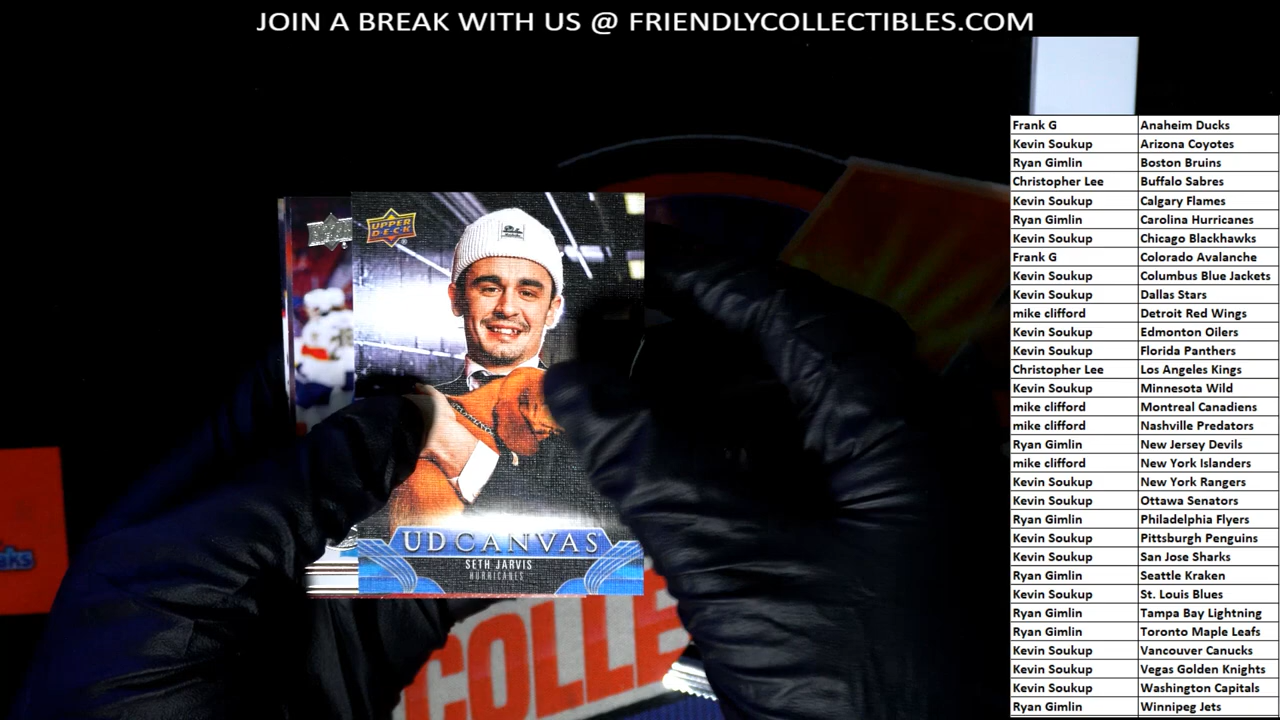 JOIN A BREAK WITH US @ FRIENDLYCOLLECTIBLES.COM
Frank G Anaheim Ducks
Kevin Soukup Arizona Coyotes
Ryan Gimlin Boston Bruins
Christopher Lee Buffalo Sabres
Kevin Soukup Calgary Flames
Ryan Gimlin Carolina Hurricanes
Kevin Soukup Chicago Blackhawks
Frank G Colorado Avalanche
Kevin Soukup Columbus Blue Jackets
Kevin Soukup Dallas Stars
mike clifford Detroit Red Wings
Kevin Soukup Edmonton Oilers
Kevin Soukup Florida Panthers
Christopher Lee Los Angeles Kings
Kevin Soukup Minnesota Wild
mike clifford Montreal Canadiens
mike clifford Nashville Predators
Ryan Gimlin New Jersey Devils
mike clifford New York Islanders
Kevin Soukup New York Rangers
Kevin Soukup Ottawa Senators
Ryan Gimlin Philadelphia Flyers
Kevin Soukup Pittsburgh Penguins
Kevin Soukup San Jose Sharks
Ryan Gimlin Seattle Kraken
Kevin Soukup St. Louis Blues
Ryan Gimlin Tampa Bay Lightning
Ryan Gimlin Toronto Maple Leafs
Kevin Soukup Vancouver Canucks
Kevin Soukup Vegas Golden Knights
Kevin Soukup Washington Capitals
Ryan Gimlin Winnipeg Jets
UPPER
DECK
UD CANVAS
SETH JARVIS
HURRICANES
COLLE